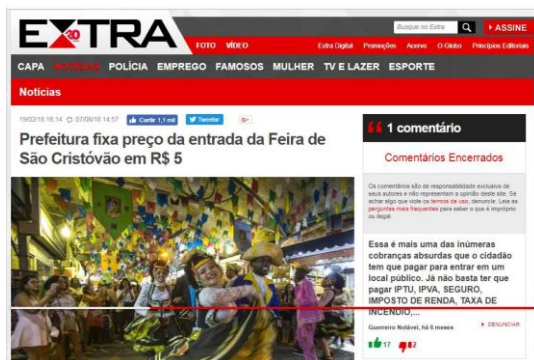 EXTRA
20
Busque no Extra
ASSINE
FOTO VÍDEO
Extra Digital Promoções Acervo O Globo Princípios Editoriais
CAPA NOTÍCIAS POLÍCIA EMPREGO FAMOSOS MULHER TV E LAZER ESPORTE
Notícias
19/02/18 16:14 07/08/18 14:57 Curtir 1,1 mil Tweetar G+
Prefeitura fixa preço da entrada da Feira de
São Cristóvão em R$ 5
1 comentário
Comentários Encerrados
Os comentários são de responsabilidade exclusiva de
seus autores e não representam a opinião deste site. Se
achar algo que viole os termos de uso, denuncie. Leia as
perguntas mais frequentes para saber o que é impróprio
ou ilegal.
Essa é mais uma das inúmeras
cobranças absurdas que o cidadão
tem que pagar para entrar em um
local público. Já não basta ter que
pagar IPTU, IPVA, SEGURO,
IMPOSTO DE RENDA, TAXA DE
INCÊNDIO,...
Guerreiro Notável, há 6 meses
DENUNCIAR
17 2